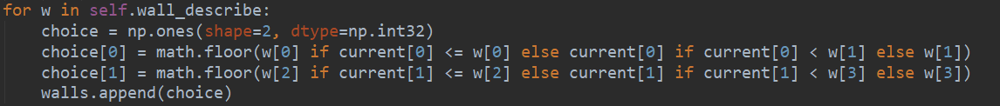 for w in self.wall_describe:
    choice = np.ones(shape=2, dtype=np.int32)
    choice[0] = math.floor(w[0] if current[0] <= w[0] else current[0] if current[0] < w[1] else w[1])
    choice[1] = math.floor(w[2] if current[1] <= w[2] else current[1] if current[1] < w[3] else w[3])
    walls.append(choice)